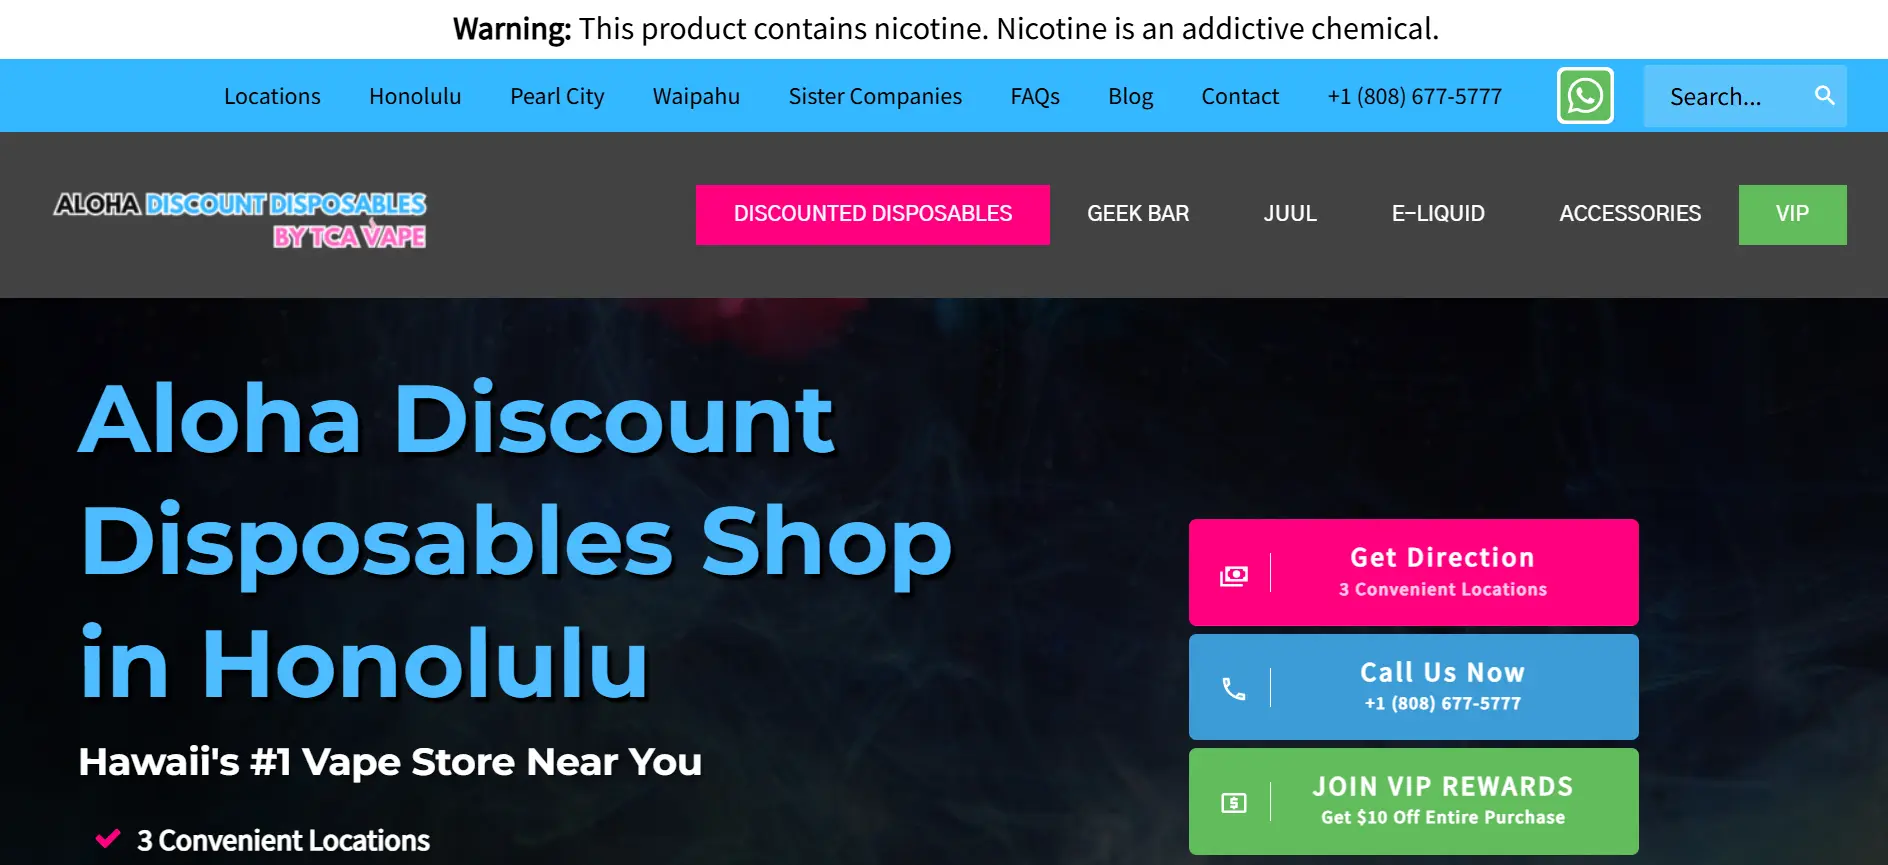 Warning: This product contains nicotine. Nicotine is an addictive chemical.
Locations Honolulu Pearl City Waipahu Sister Companies FAQs Blog Contact +1 (808) 677-5777 Search...
ALOHA DISCOUNT DISPOSABLES
BY TCA VAPE
DISCOUNTED DISPOSABLES GEEK BAR JUUL E-LIQUID ACCESSORIES VIP
Aloha Discount
Disposables Shop
in Honolulu
Hawaii's #1 Vape Store Near You
3 Convenient Locations
Get Direction
3 Convenient Locations
Call Us Now
+1 (808) 677-5777
JOIN VIP REWARDS
Get $10 Off Entire Purchase